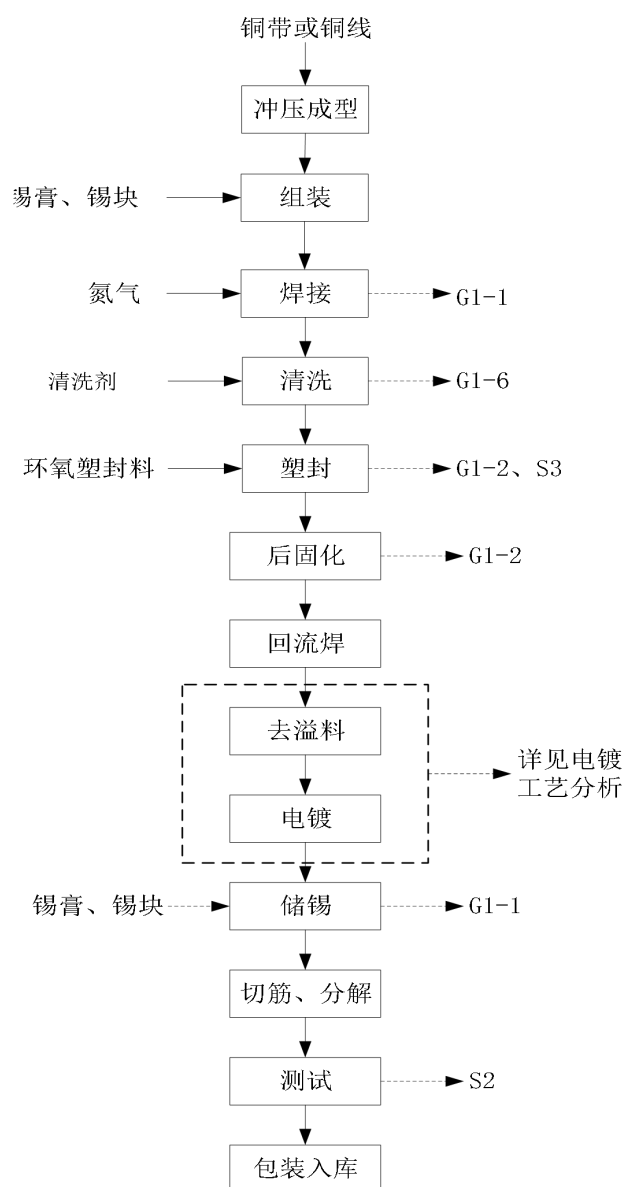 铜带或铜线
冲压成型
锡膏、锡块
组装
氮气
焊接
G1-1
清洗剂
清洗
G1-6
环氧塑封料
塑封
G1-2、S3
后固化
G1-2
回流焊
去溢料
详见电镀
工艺分析
电镀
锡膏、锡块
储锡
G1-1
切筋、分解
测试
S2
包装入库